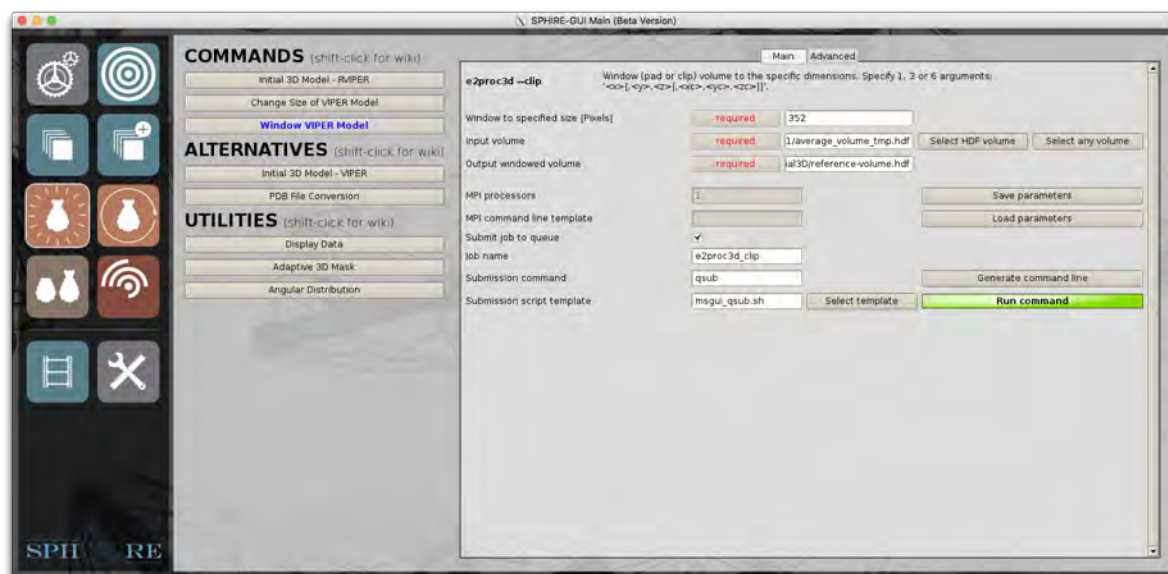 SPHIRE-GUI Main (Beta Version)
COMMANDS (shift-click for wiki)
Initial 3D Model - RVIPER
Change Size of VIPER Model
Window VIPER Model
ALTERNATIVES (shift-click for wiki)
Initial 3D Model - VIPER
PDB File Conversion
UTILITIES (shift-click for wiki)
Display Data
Adaptive 3D Mask
Angular Distribution
SPH RE
Main Advanced
e2proc3d --clip Window (pad or clip) volume to the specific dimensions. Specify 1, 3 or 6 arguments;
'<x>[,<y>,<z>[,<xc>,<yc>,<zc>]]'.
Window to specified size [Pixels] required 352
Input volume required 1/average_volume_tmp.hdf Select HDF volume Select any volume
Output windowed volume required ial3D/reference-volume.hdf
MPI processors 1 Save parameters
MPI command line template Load parameters
Submit job to queue
Job name e2proc3d_clip
Submission command qsub Generate command line
Submission script template msgui_qsub.sh Select template Run command